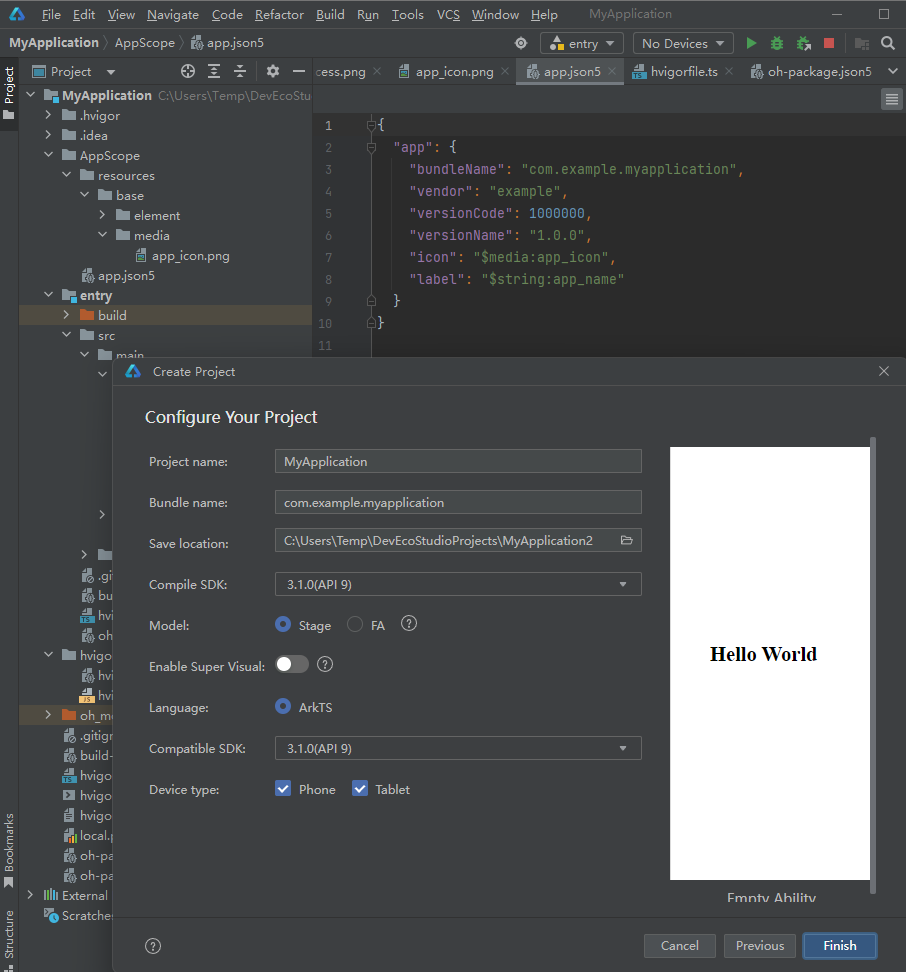 File Edit View Navigate Code Refactor Build Run Tools VCS Window Help MyApplication
MyApplication AppScope app.json5 entry No Devices
Project
Project
cess.png app_icon.png app.json5 hvigorfile.ts oh-package.json5
MyApplication C:\Users\Temp\DevEcoStu
.hvigor
.idea
AppScope
resources
base
element
media
app_icon.png
app.json5
entry
build
src
main
.gi
bu
hvi
oh
hvigo
hvi
hvi
oh_m
.gitigr
build-
hvigo
hvigo
hvigo
local.p
oh-pa
oh-pa
External
Scratche
Bookmarks
Structure
1 {
2 "app": {
3 "bundleName": "com.example.myapplication",
4 "vendor": "example",
5 "versionCode": 1000000,
6 "versionName": "1.0.0",
7 "icon": "$media:app_icon",
8 "label": "$string:app_name"
9 }
10 }
11
Create Project
Configure Your Project
Project name: MyApplication
Bundle name: com.example.myapplication
Save location: C:\Users\Temp\DevEcoStudioProjects\MyApplication2
Compile SDK: 3.1.0(API 9)
Model: Stage FA
Enable Super Visual:
Language: ArkTS
Compatible SDK: 3.1.0(API 9)
Device type: Phone Tablet
Hello World
Empty Ability
Cancel Previous Finish